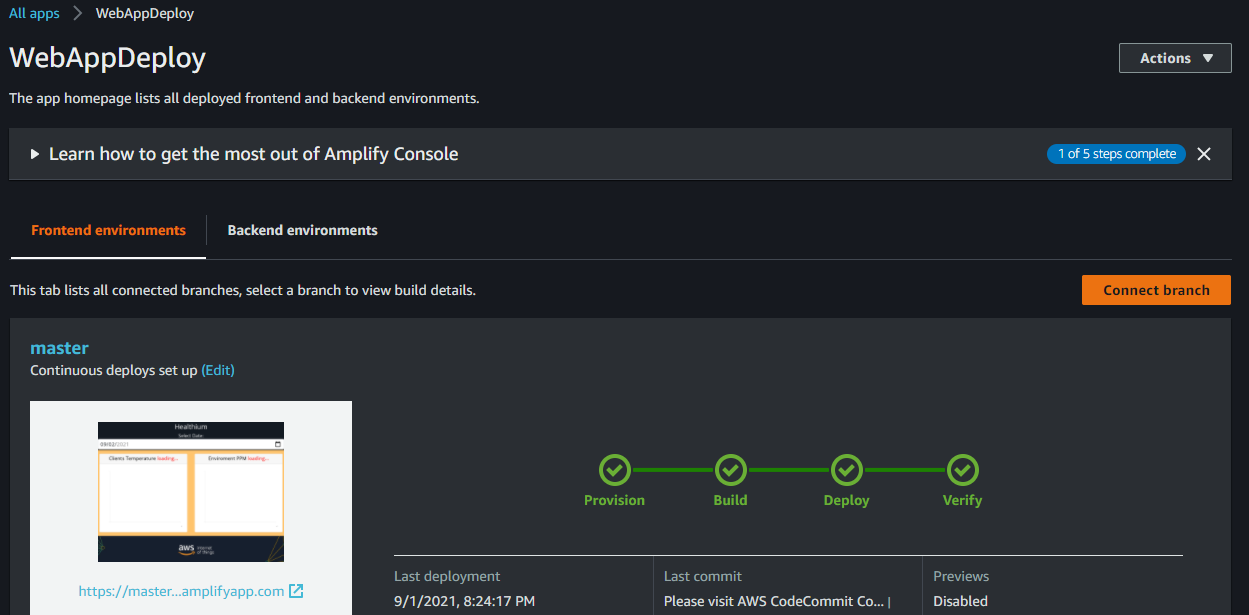 All apps > WebAppDeploy
WebAppDeploy
Actions
The app homepage lists all deployed frontend and backend environments.
Learn how to get the most out of Amplify Console
1 of 5 steps complete
Frontend environments
Backend environments
This tab lists all connected branches, select a branch to view build details.
Connect branch
master
Continuous deploys set up (Edit)
Healthium
Select Date:
09/02/2021
Clients Temperature loading...
Enviroment PPM loading...
aws internet of things
https://master...amplifyapp.com
Provision
Build
Deploy
Verify
Last deployment
9/1/2021, 8:24:17 PM
Last commit
Please visit AWS CodeCommit Co... |
Previews
Disabled